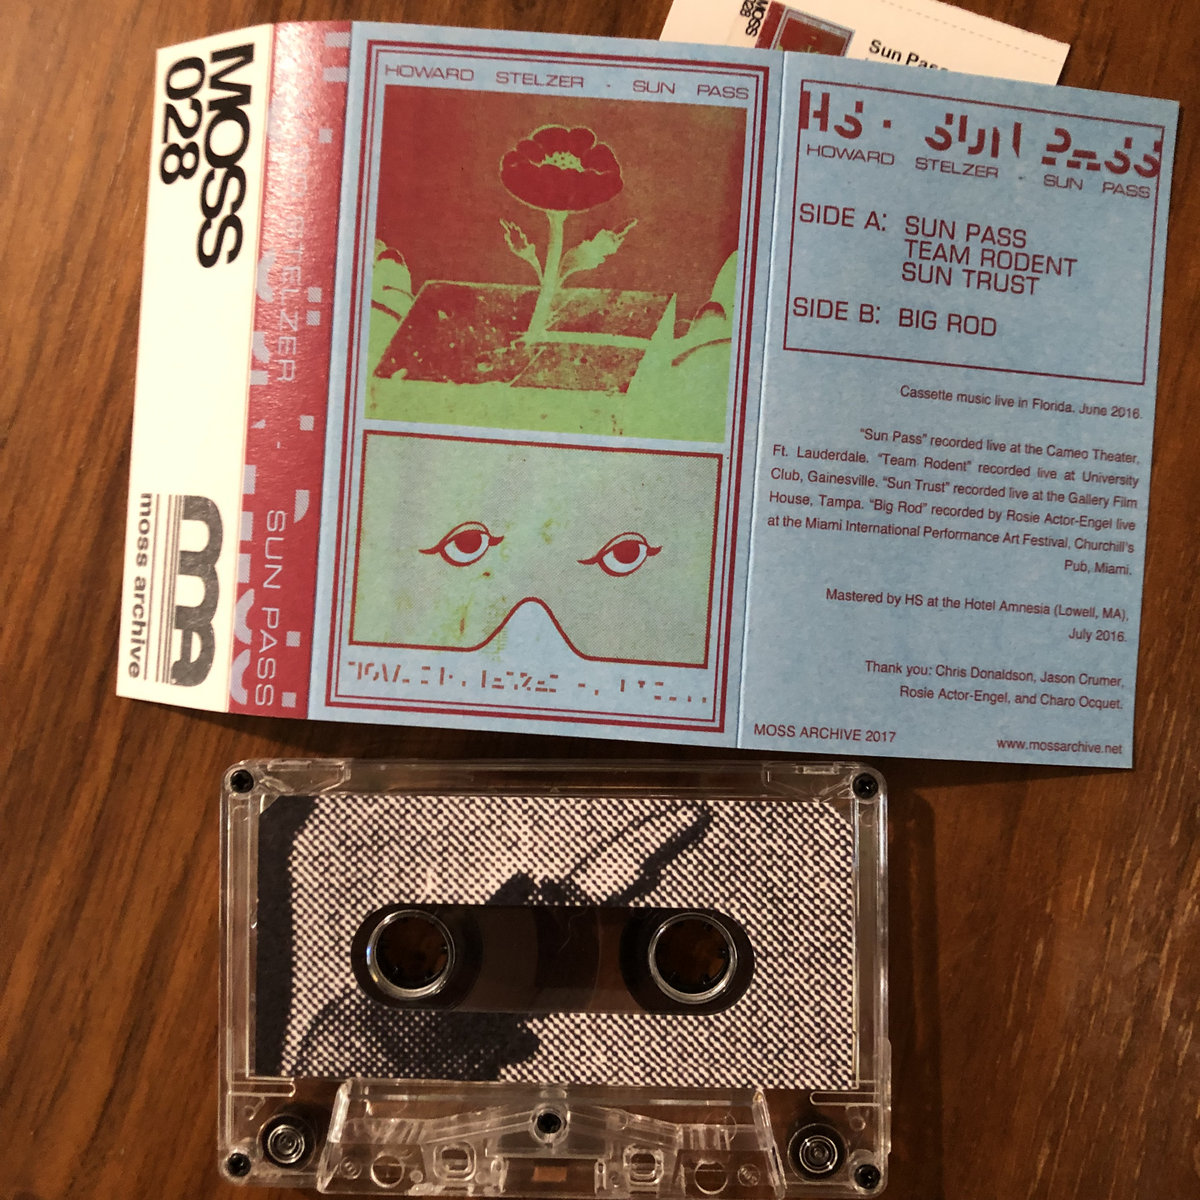 MOSS
028
moss archive
STELZER - SUN PASS
HOWARD STELZER - SUN PASS
MOSS
028
Sun Pass
HS · SUN PASS
HOWARD STELZER - SUN PASS
SIDE A: SUN PASS
TEAM RODENT
SUN TRUST
SIDE B: BIG ROD
Cassette music live in Florida. June 2016.
"Sun Pass" recorded live at the Cameo Theater,
Ft. Lauderdale. "Team Rodent" recorded live at University
Club, Gainesville. "Sun Trust" recorded live at the Gallery Film
House, Tampa. "Big Rod" recorded by Rosie Actor-Engel live
at the Miami International Performance Art Festival, Churchill's
Pub, Miami.
Mastered by HS at the Hotel Amnesia (Lowell, MA),
July 2016.
Thank you: Chris Donaldson, Jason Crumer,
Rosie Actor-Engel, and Charo Ocquet.
MOSS ARCHIVE 2017
www.mossarchive.net